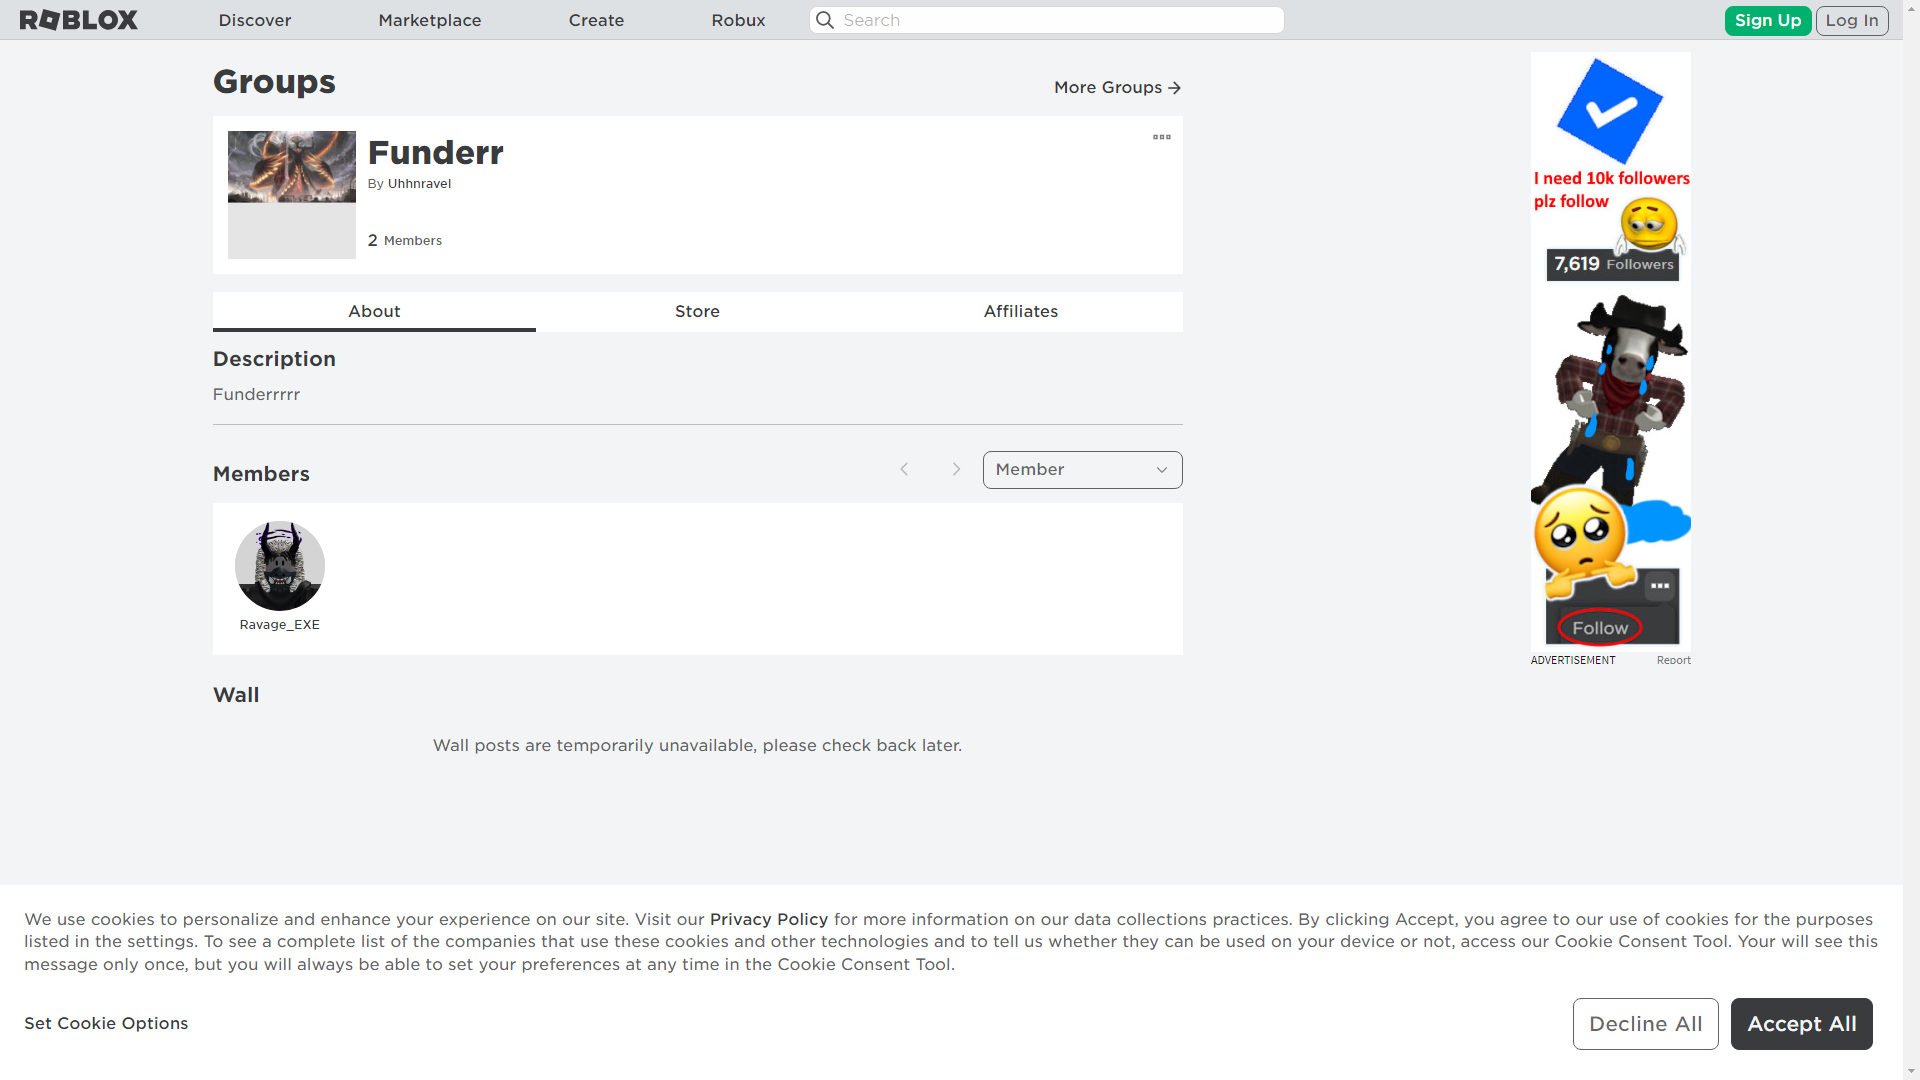 ROBLOX
Discover
Marketplace
Create
Robux
Search
Sign Up
Log In
Groups
More Groups
Funderr
By Uhhnravel
2 Members
About
Store
Affiliates
Description
Funderrrrr
Members
Member
Ravage_EXE
Wall
Wall posts are temporarily unavailable, please check back later.
I need 10k followers
plz follow
7,619 Followers
Follow
ADVERTISEMENT
Report
We use cookies to personalize and enhance your experience on our site. Visit our Privacy Policy for more information on our data collections practices. By clicking Accept, you agree to our use of cookies for the purposes
listed in the settings. To see a complete list of the companies that use these cookies and other technologies and to tell us whether they can be used on your device or not, access our Cookie Consent Tool. Your will see this
message only once, but you will always be able to set your preferences at any time in the Cookie Consent Tool.
Set Cookie Options
Decline All
Accept All